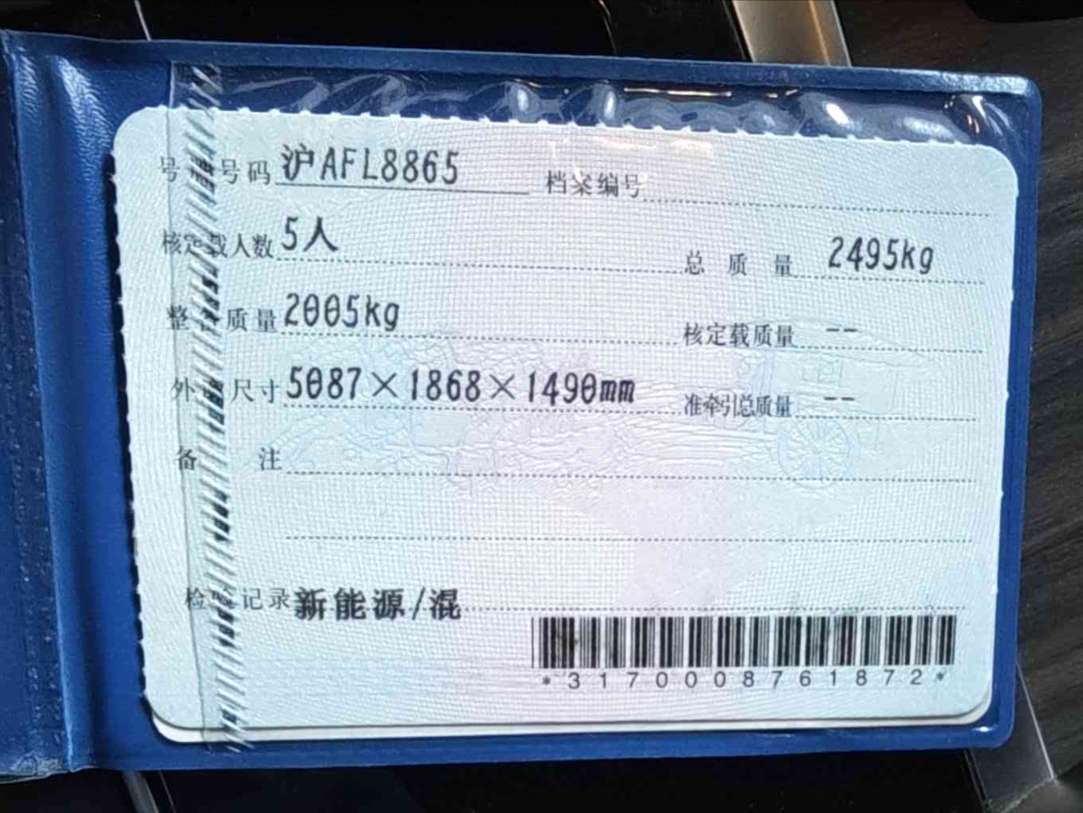 号牌号码 沪AFL8865 档案编号
核定载人数 5人 总质量 2495kg
整备质量 2005kg 核定载质量 --
外廓尺寸 5087×1868×1490mm 准牵引总质量 --
备注
检验记录 新能源/混
*3170008761872*